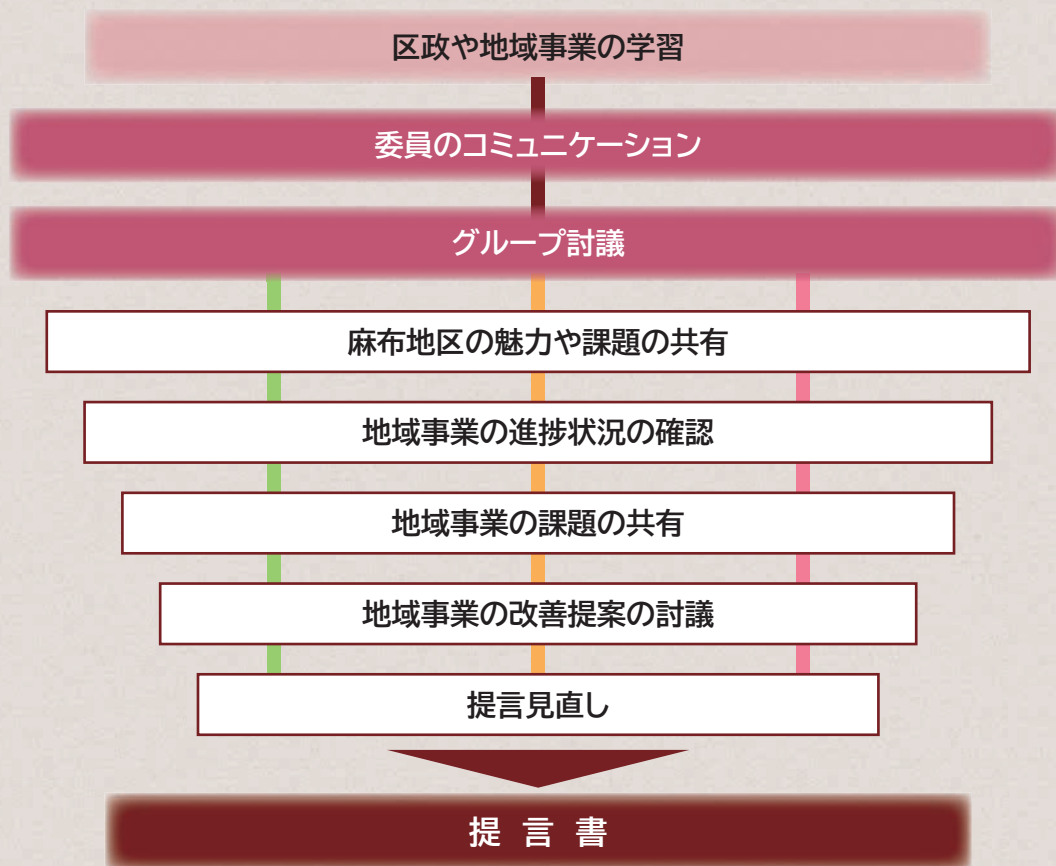 区政や地域事業の学習
委員のコミュニケーション
グループ討議
麻布地区の魅力や課題の共有
地域事業の進捗状況の確認
地域事業の課題の共有
地域事業の改善提案の討議
提言見直し
提 言 書